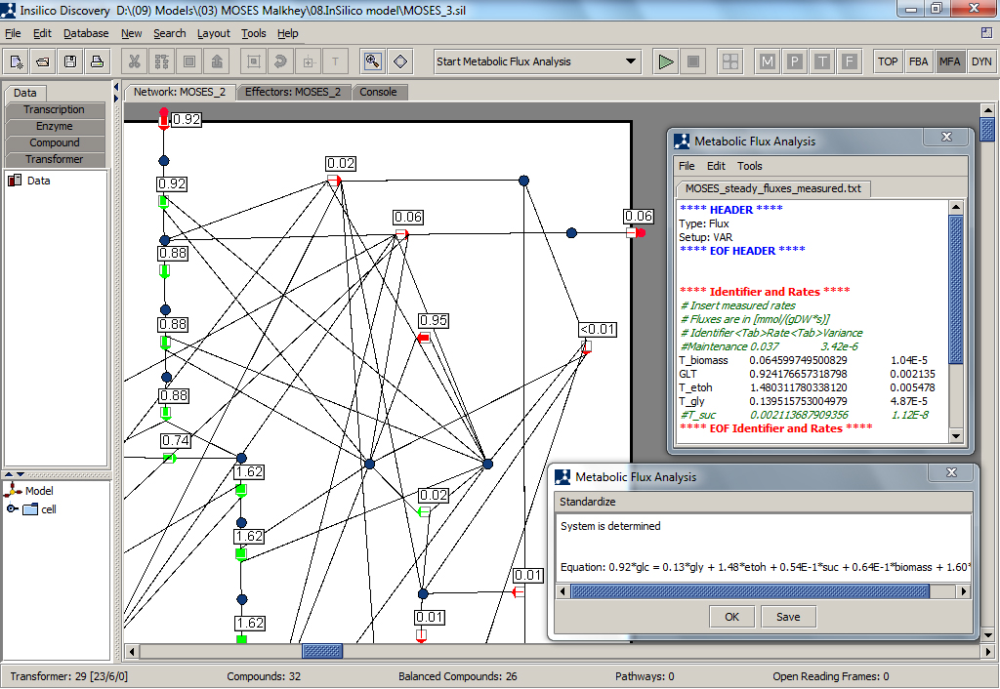 Insilico Discovery D:\(09) Models\(03) MOSES Malkhey\08.InSilico model\MOSES_3.sil
File Edit Database New Search Layout Tools Help
T Start Metabolic Flux Analysis M P T F TOP FBA MFA DYN
Data
Transcription
Enzyme
Compound
Transformer
Data
Model
cell
Network: MOSES_2 Effectors: MOSES_2 Console
0.92
0.02
0.92
0.06
0.06
0.88
0.95
0.88
<0.01
0.88
0.74
1.62
0.02
1.62
0.01
0.01
1.62
Metabolic Flux Analysis
File Edit Tools
MOSES_steady_fluxes_measured.txt
**** HEADER ****
Type: Flux
Setup: VAR
**** EOF HEADER ****
**** Identifier and Rates ****
# Insert measured rates
# Fluxes are in [mmol/(gDW*s)]
# Identifier<Tab>Rate<Tab>Variance
#Maintenance 0.037 3.42e-6
T_biomass 0.064599749500829 1.04E-5
GLT 0.924176657318798 0.002135
T_etoh 1.480311780338120 0.005478
T_gly 0.139515753004979 4.87E-5
#T_suc 0.002113687909356 1.12E-8
**** EOF Identifier and Rates ****
Metabolic Flux Analysis
Standardize
System is determined
Equation: 0.92*glc = 0.13*gly + 1.48*etoh + 0.54E-1*suc + 0.64E-1*biomass + 1.60*
OK Save
Transformer: 29 [23/6/0] Compounds: 32 Balanced Compounds: 26 Pathways: 0 Open Reading Frames: 0